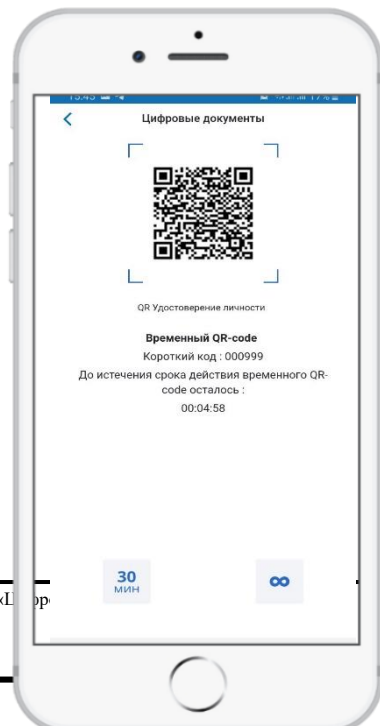 Цифровые документы
QR Удостоверение личности
Временный QR-code
Короткий код : 000999
До истечения срока действия временного QR-
code осталось :
00:04:58
30
МИН
∞